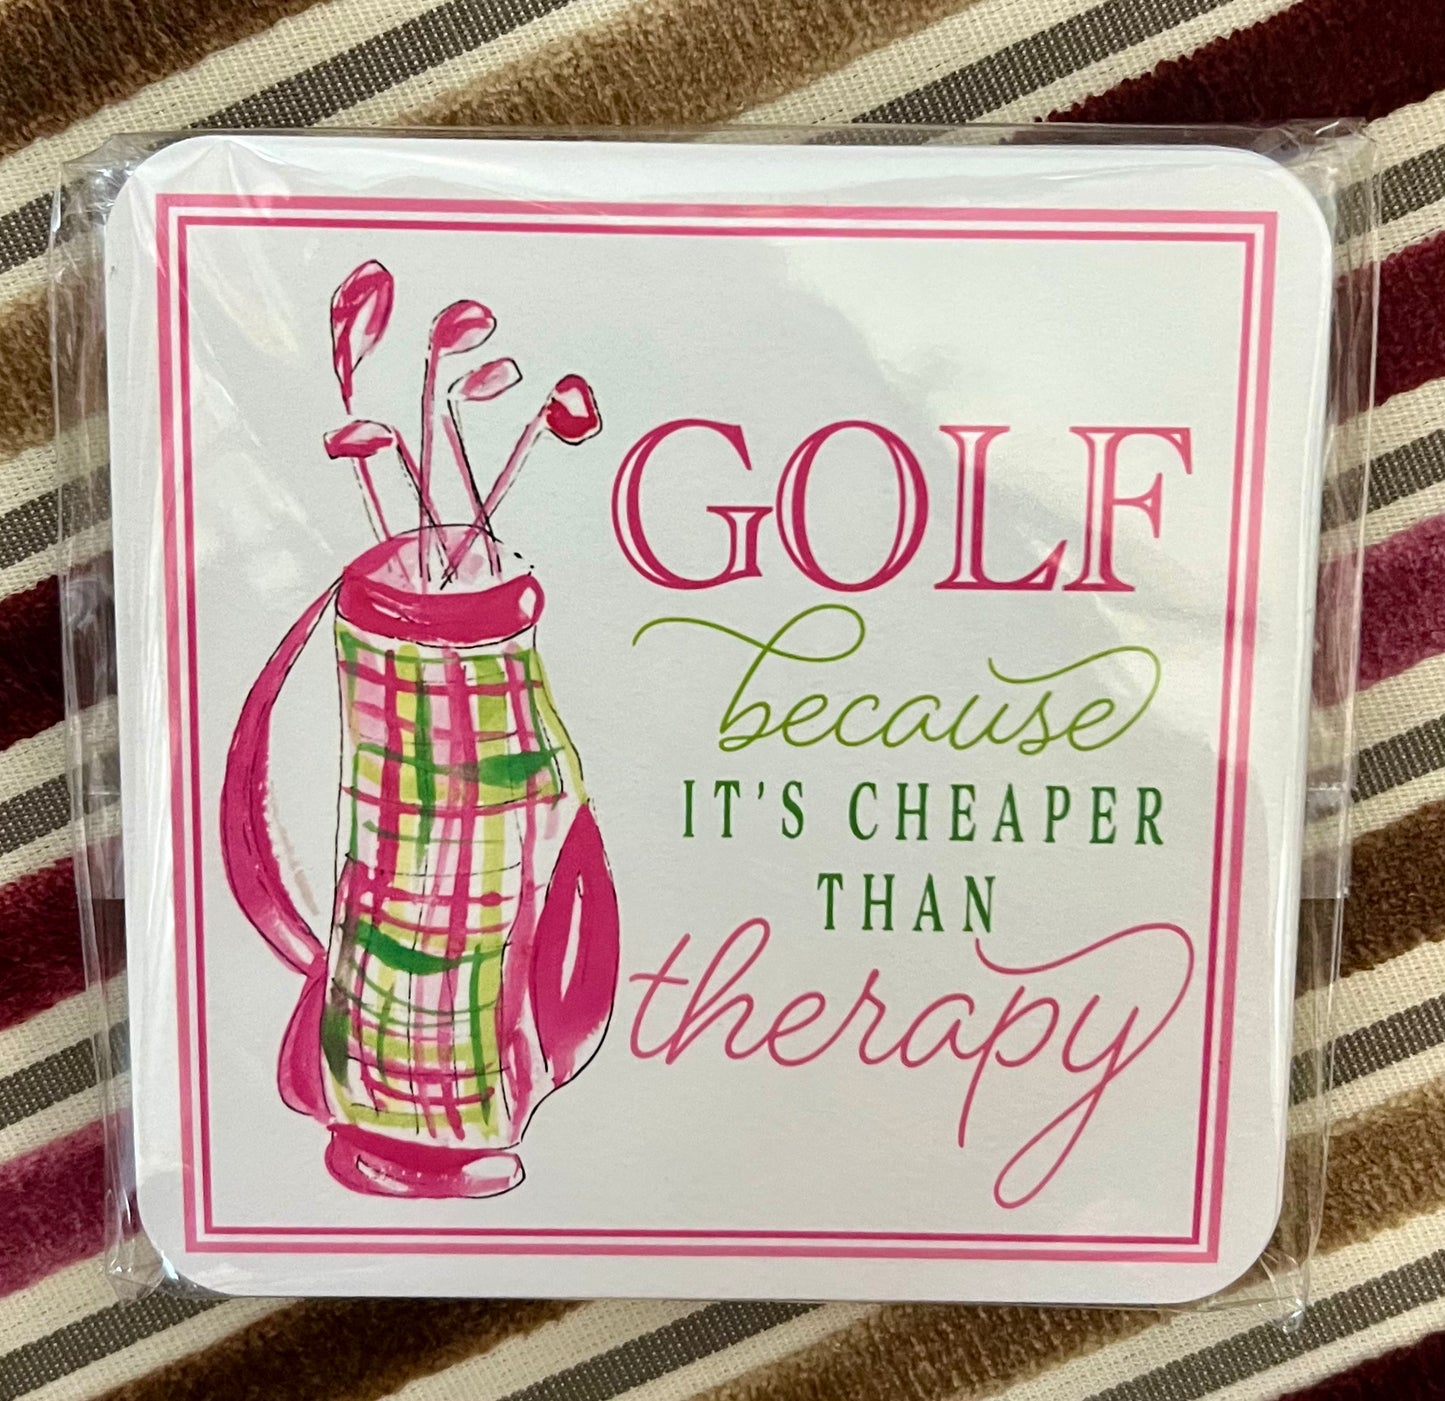 GOLF
because
IT'S CHEAPER
THAN
therapy